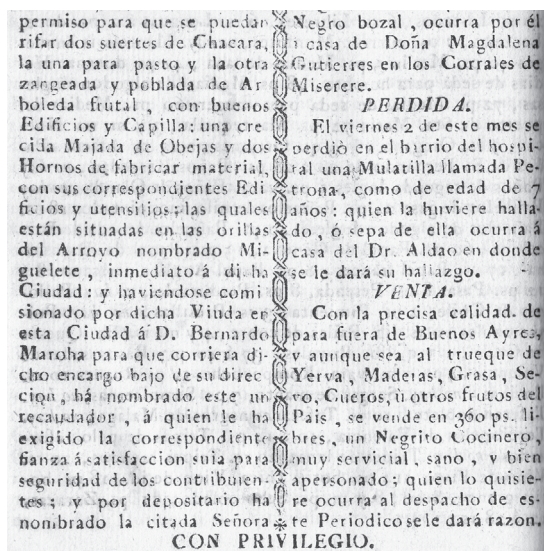 permiso para que se puedan
rifar dos suertes de Chacara,
la una para pasto y la otra
zangeada y poblada de Ar
boleda frutal, con buenos
Edificios y Capilla: una cre
cida Majada de Obejas y dos
Hornos de fabricar material,
con sus correspondientes Edi
ficios y utensilios; las quales
están situadas en las orillas
del Arroyo nombrado Mi-
guelete, inmediato á dicha
Ciudad: y haviendose comi
sionado por dicha Viuda en
esta Ciudad á D. Bernardo
Maroha para que corriera di-
cho encargo bajo de su direc
cion, há nombrado este un
recaudador, á quien le ha
exigido la correspondiente
fianza á satisfaccion suia para
seguridad de los contribuien-
tes; y por depositario ha
nombrado la citada Señora
Negro bozal, ocurra por él
á casa de Doña Magdalena
Gutierres en los Corrales de
Miserere.
PERDIDA.
El viernes 2 de este mes se
perdió en el barrio del hospi-
ral una Mulatilla llamada Pe-
trona, como de edad de 7
años: quien la huviere halla-
do, ó sepa de ella ocurra á
casa del Dr. Aldao en donde
se le dará su hallazgo.
VENTA.
Con la precisa calidad. de
para fuera de Buenos Ayres,
y aunque sea al trueque de
Yerva, Maderas, Grasa, Se-
vo, Cueros, ù otros frutos del
Pais, se vende en 360 ps. li-
bres, un Negrito Cocinero,
muy servicial, sano, y bien
apersonado; quien lo quisie-
re ocurra al despacho de es-
te Periodico se le dará razon.
CON PRIVILEGIO.